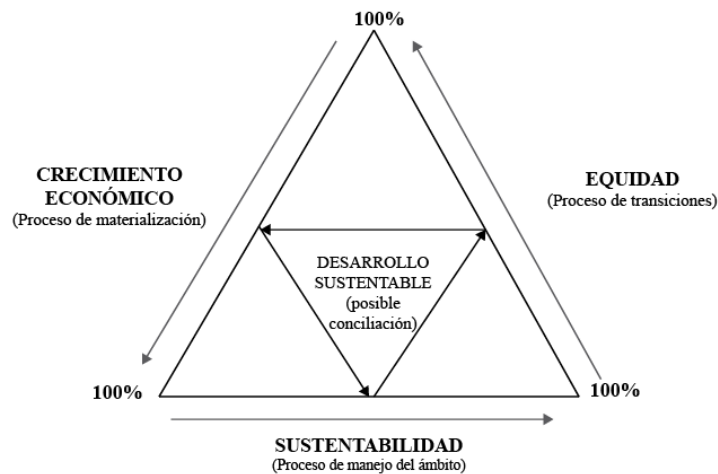 100%
CRECIMIENTO
ECONÓMICO
(Proceso de materialización)
EQUIDAD
(Proceso de transiciones)
DESARROLLO
SUSTENTABLE
(posible
conciliación)
100%
100%
SUSTENTABILIDAD
(Proceso de manejo del ámbito)